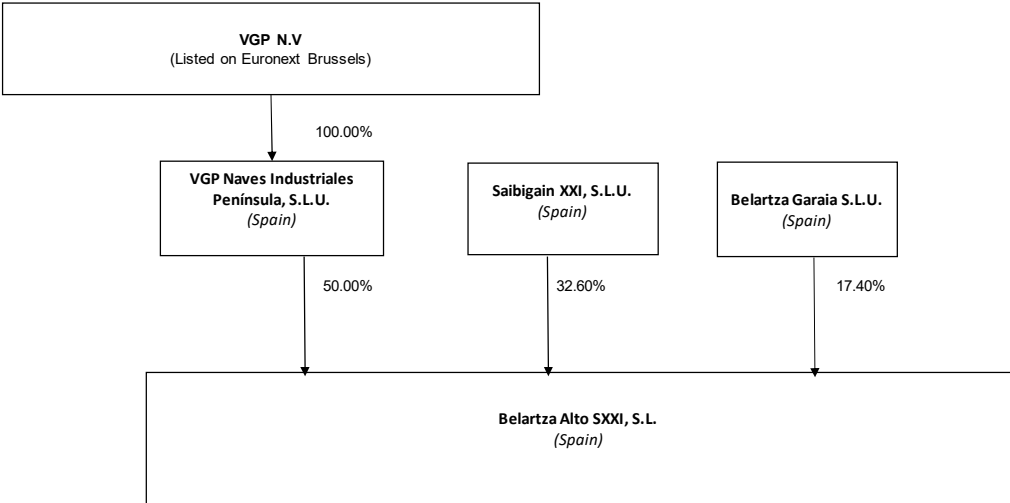 VGP N.V
(Listed on Euronext Brussels)
100.00%
VGP Naves Industriales
Península, S.L.U.
(Spain)
Saibigain XXI, S.L.U.
(Spain)
Belartza Garaia S.L.U.
(Spain)
50.00%
32.60%
17.40%
Belartza Alto SXXI, S.L.
(Spain)